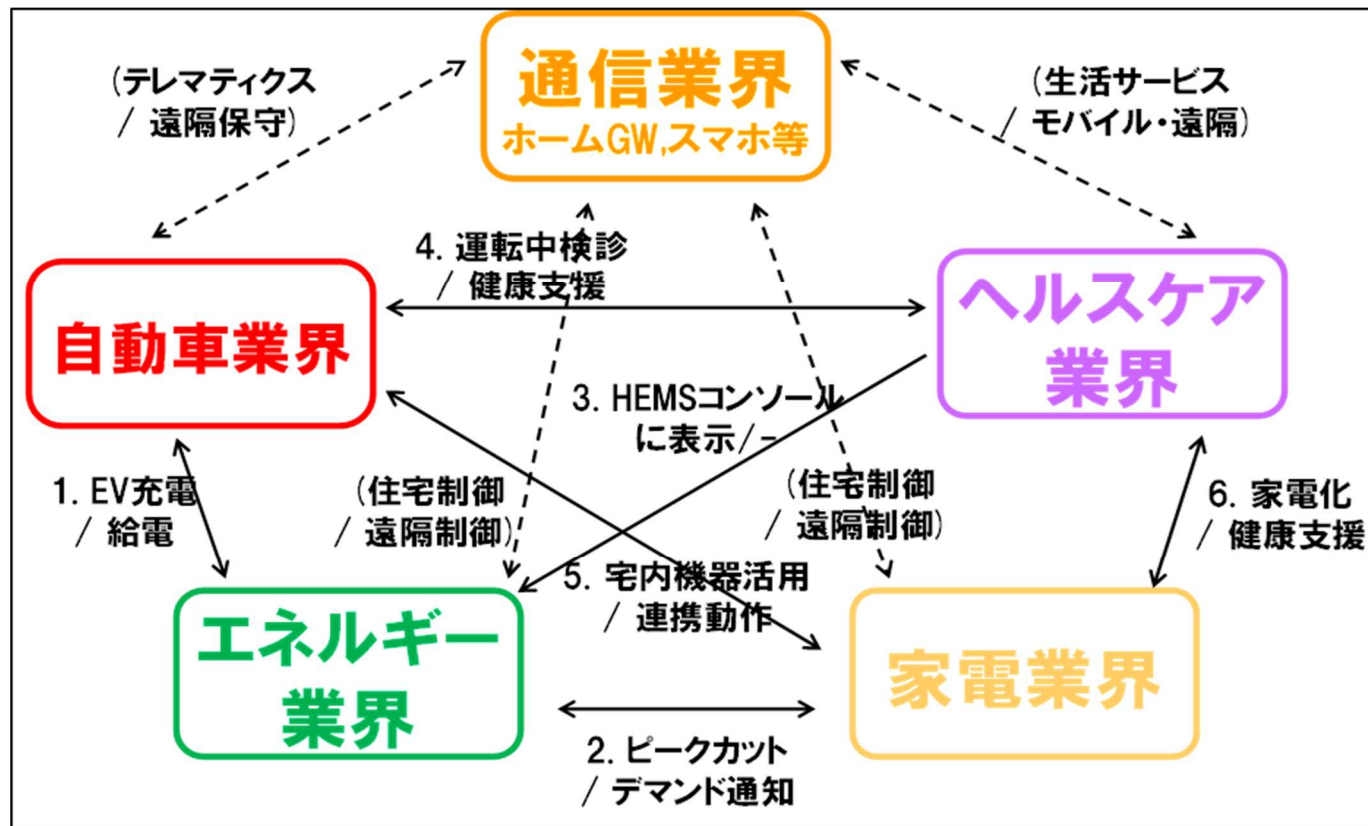 通信業界
ホームGW,スマホ等
(テレマティクス
/ 遠隔保守)
(生活サービス
/ モバイル・遠隔)
4. 運転中検診
/ 健康支援
自動車業界
ヘルスケア
業界
3. HEMSコンソール
に表示/-
1. EV充電
/ 給電
(住宅制御
/ 遠隔制御)
(住宅制御
/ 遠隔制御)
6. 家電化
/ 健康支援
5. 宅内機器活用
/ 連携動作
エネルギー
業界
家電業界
2. ピークカット
/ デマンド通知